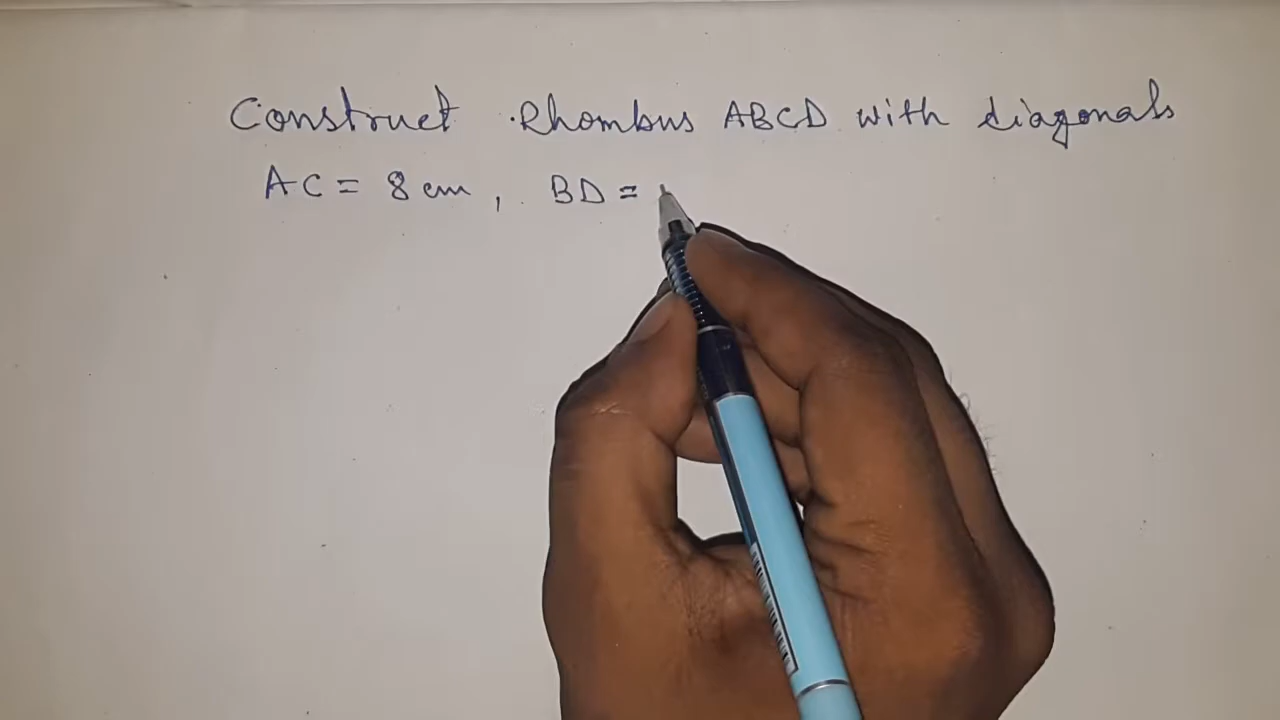 Construct Rhombus ABCD with diagonals
AC = 8 cm, BD =